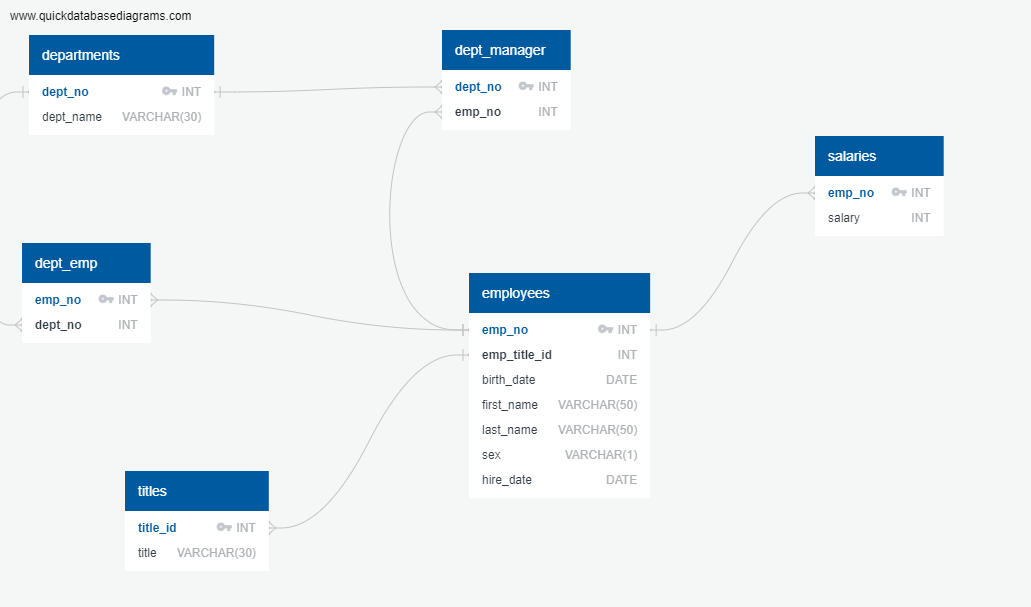 www.quickdatabasediagrams.com
departments
dept_no INT
dept_name VARCHAR(30)
dept_manager
dept_no INT
emp_no INT
salaries
emp_no INT
salary INT
dept_emp
emp_no INT
dept_no INT
employees
emp_no INT
emp_title_id INT
birth_date DATE
first_name VARCHAR(50)
last_name VARCHAR(50)
sex VARCHAR(1)
hire_date DATE
titles
title_id INT
title VARCHAR(30)